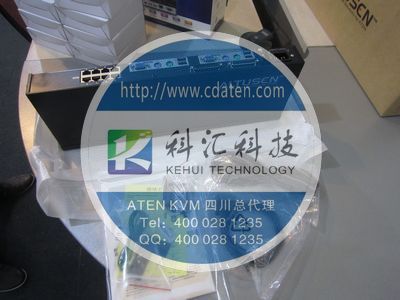 ATUSEN
http://www.cdaten.com
科汇科技
KEHUI TECHNOLOGY
ATEN KVM 四川总代理
Tel: 400 028 1235
QQ: 400 028 1235